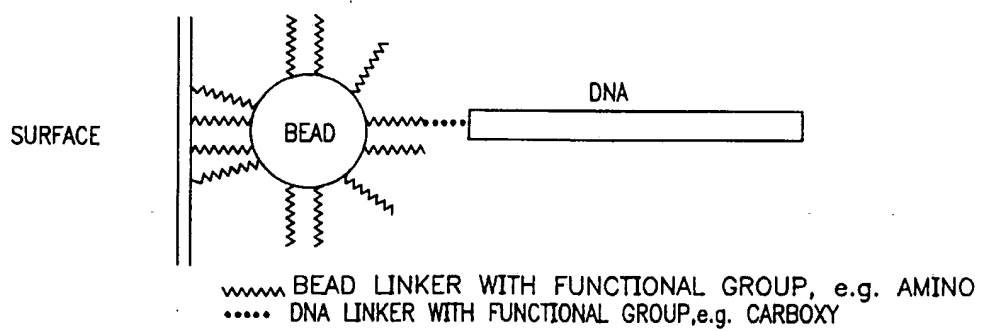 DNA
SURFACE
BEAD
BEAD LINKER WITH FUNCTIONAL GROUP, e.g. AMINO
DNA LINKER WITH FUNCTIONAL GROUP,e.g. CARBOXY